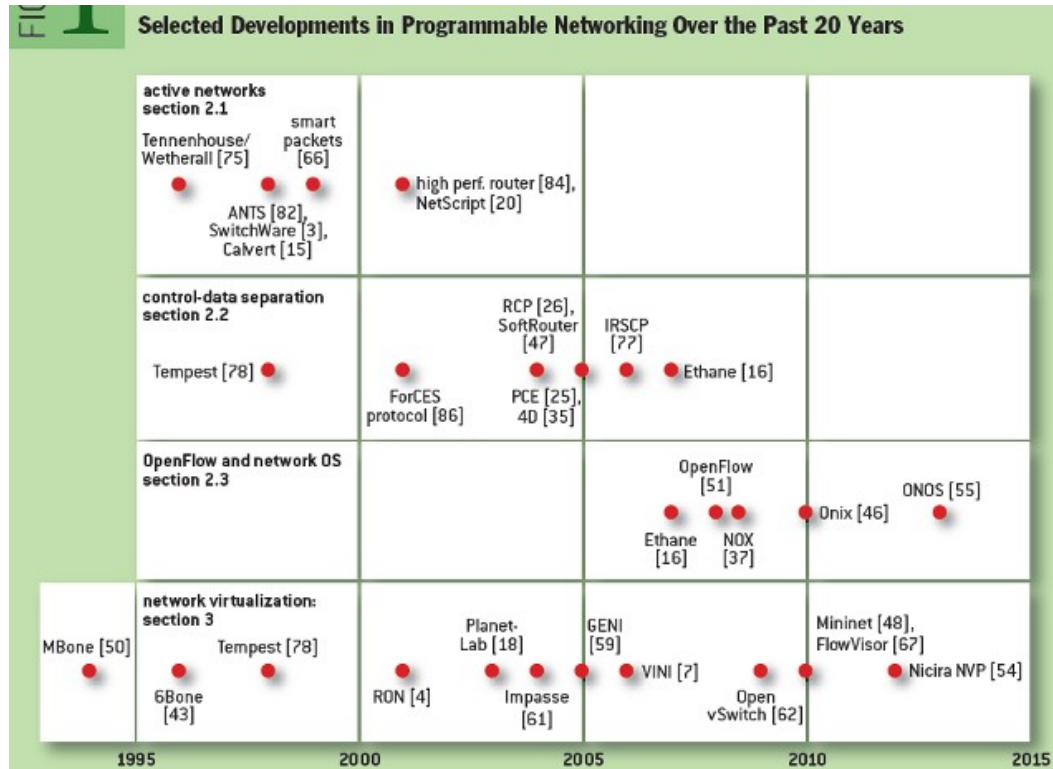 FIG
1
Selected Developments in Programmable Networking Over the Past 20 Years
active networks
section 2.1
Tennenhouse/
Wetherall [75]
smart
packets
[66]
ANTS [82],
SwitchWare [3],
Calvert [15]
high perf. router [84],
NetScript [20]
control-data separation
section 2.2
Tempest [78]
ForCES
protocol [86]
RCP [26],
SoftRouter
[47]
PCE [25],
4D [35]
IRSCP
[77]
Ethane [16]
OpenFlow and network OS
section 2.3
Ethane
[16]
OpenFlow
[51]
NOX
[37]
Onix [46]
ONOS [55]
network virtualization:
section 3
MBone [50]
6Bone
[43]
Tempest [78]
RON [4]
Planet-
Lab [18]
Impasse
[61]
GENI
[59]
VINI [7]
Open
vSwitch [62]
Mininet [48],
FlowVisor [67]
Nicira NVP [54]
1995
2000
2005
2010
2015